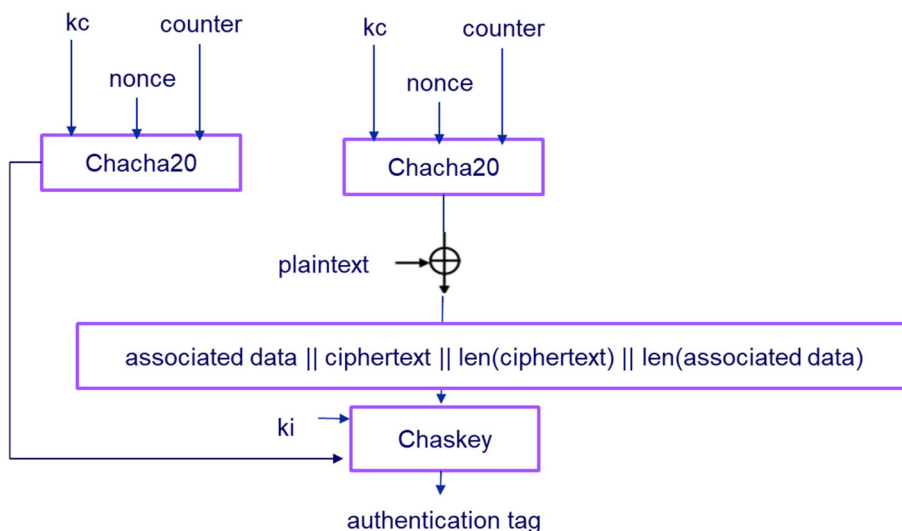 kc counter
nonce
Chacha20
kc counter
nonce
Chacha20
plaintext
associated data || ciphertext || len(ciphertext) || len(associated data)
ki
Chaskey
authentication tag